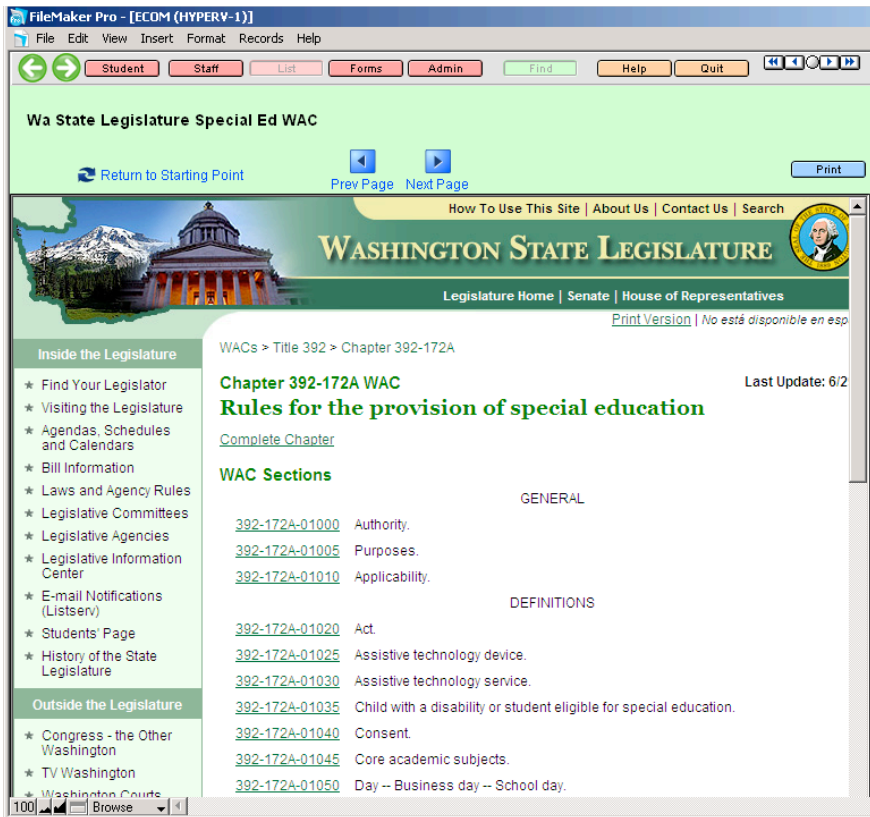 FileMaker Pro - [ECOM (HYPERV-1)]
File Edit View Insert Format Records Help
Student Staff List Forms Admin Find Help Quit
Wa State Legislature Special Ed WAC
Return to Starting Point
Prev Page Next Page
Print
How To Use This Site | About Us | Contact Us | Search
WASHINGTON STATE LEGISLATURE
Legislature Home | Senate | House of Representatives
Print Version | No está disponible en esp
Inside the Legislature
Find Your Legislator
Visiting the Legislature
Agendas, Schedules
and Calendars
Bill Information
Laws and Agency Rules
Legislative Committees
Legislative Agencies
Legislative Information
Center
E-mail Notifications
(Listserv)
Students' Page
History of the State
Legislature
Outside the Legislature
Congress - the Other
Washington
TV Washington
Washington Courts
WACs > Title 392 > Chapter 392-172A
Chapter 392-172A WAC
Last Update: 6/2
Rules for the provision of special education
Complete Chapter
WAC Sections
GENERAL
392-172A-01000 Authority.
392-172A-01005 Purposes.
392-172A-01010 Applicability.
DEFINITIONS
392-172A-01020 Act.
392-172A-01025 Assistive technology device.
392-172A-01030 Assistive technology service.
392-172A-01035 Child with a disability or student eligible for special education.
392-172A-01040 Consent.
392-172A-01045 Core academic subjects.
392-172A-01050 Day -- Business day -- School day.
100 Browse